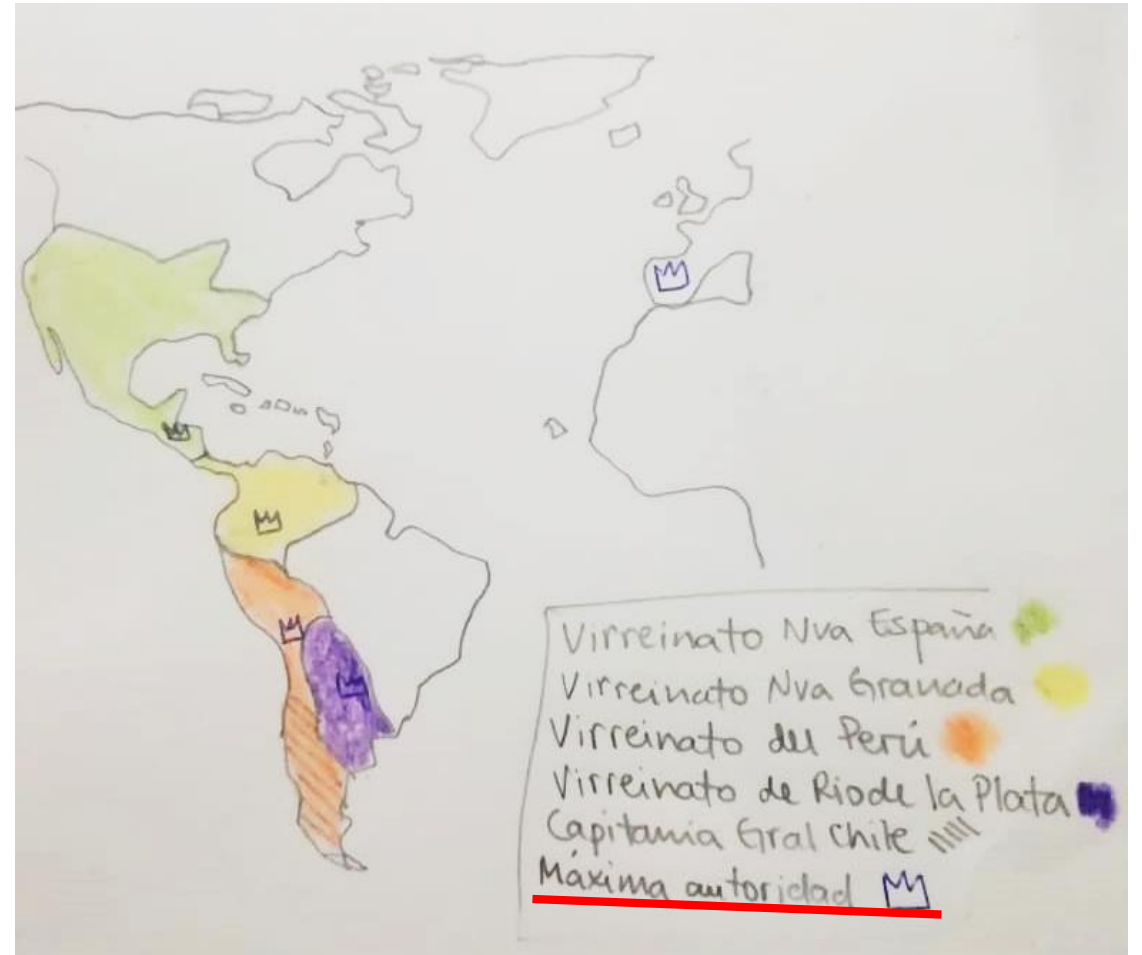 Virreinato Nva España
Virreinato Nva Granada
Virreinato del Perú
Virreinato de Riode la Plata
Capitania Gral Chile
Máxima autoridad